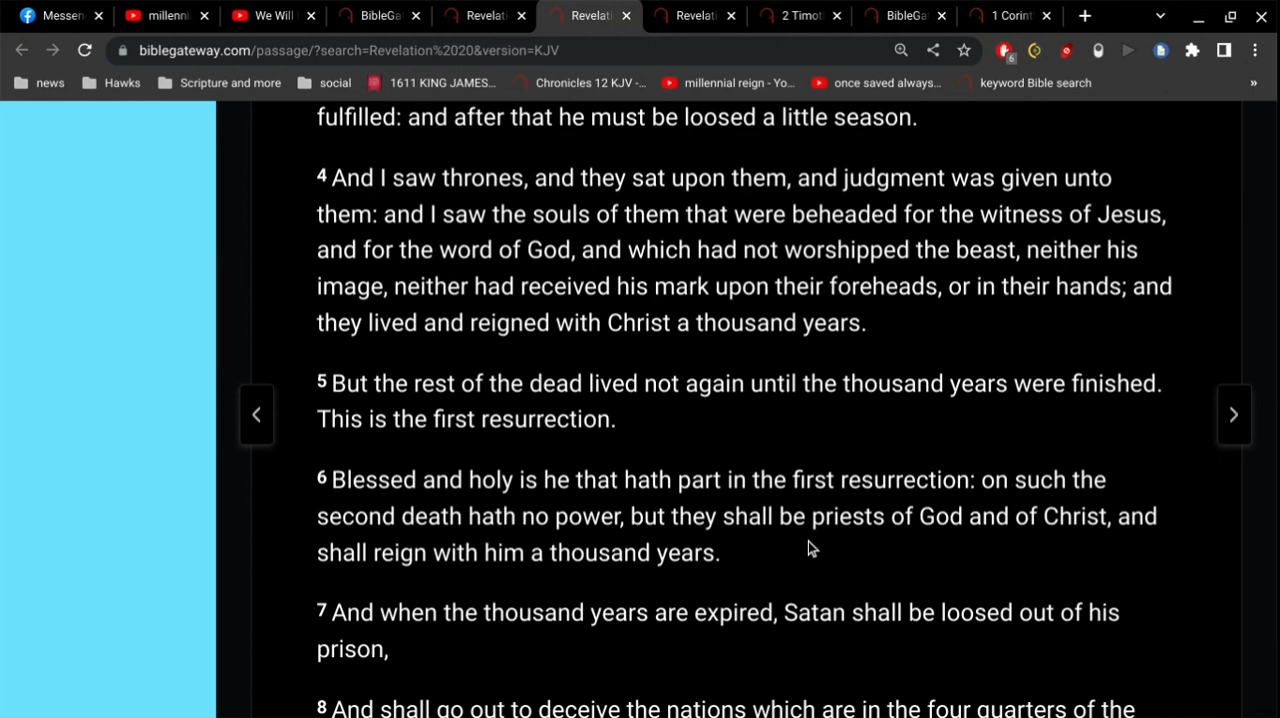 Messen
millenni
We Will
BibleGa
Revelati
Revelati
Revelati
2 Timot
BibleGa
1 Corint
biblegateway.com/passage/?search=Revelation%2020&version=KJV
6
news
Hawks
Scripture and more
social
1611 KING JAMES...
Chronicles 12 KJV -...
millennial reign - Yo...
once saved always...
keyword Bible search
»
fulfilled: and after that he must be loosed a little season.
4 And I saw thrones, and they sat upon them, and judgment was given unto
them: and I saw the souls of them that were beheaded for the witness of Jesus,
and for the word of God, and which had not worshipped the beast, neither his
image, neither had received his mark upon their foreheads, or in their hands; and
they lived and reigned with Christ a thousand years.
5 But the rest of the dead lived not again until the thousand years were finished.
This is the first resurrection.
6 Blessed and holy is he that hath part in the first resurrection: on such the
second death hath no power, but they shall be priests of God and of Christ, and
shall reign with him a thousand years.
7 And when the thousand years are expired, Satan shall be loosed out of his
prison,
8 And shall go out to deceive the nations which are in the four quarters of the